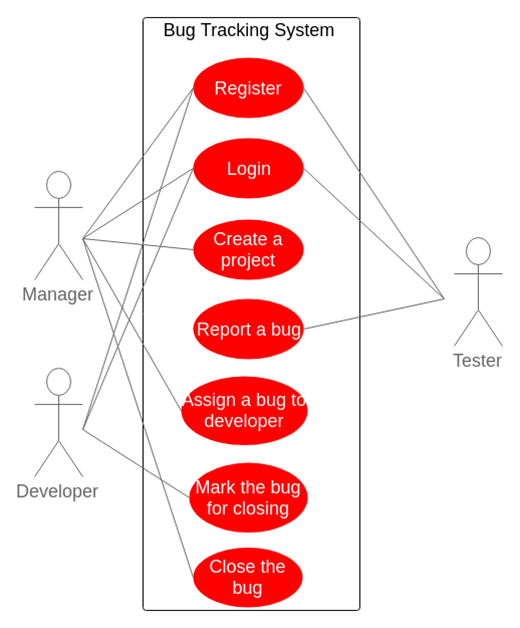 Bug Tracking System
Register
Login
Create a
project
Manager
Report a bug
Tester
Assign a bug to
developer
Developer
Mark the bug
for closing
Close the
bug